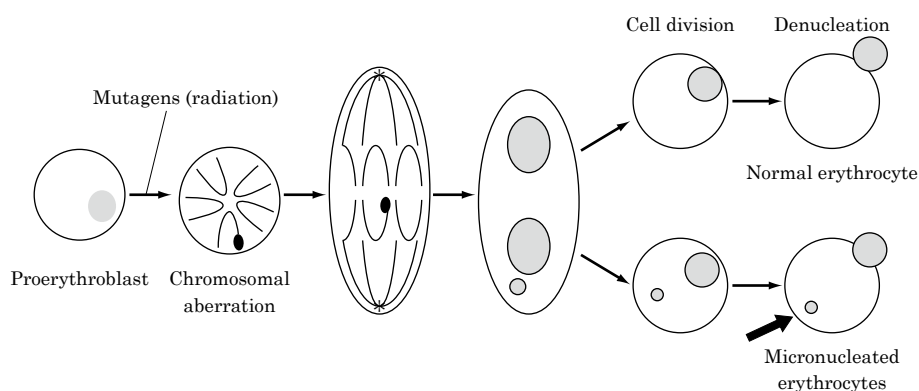 Cell division
Denucleation
Mutagens (radiation)
Normal erythrocyte
Proerythroblast
Chromosomal
aberration
Micronucleated
erythrocytes